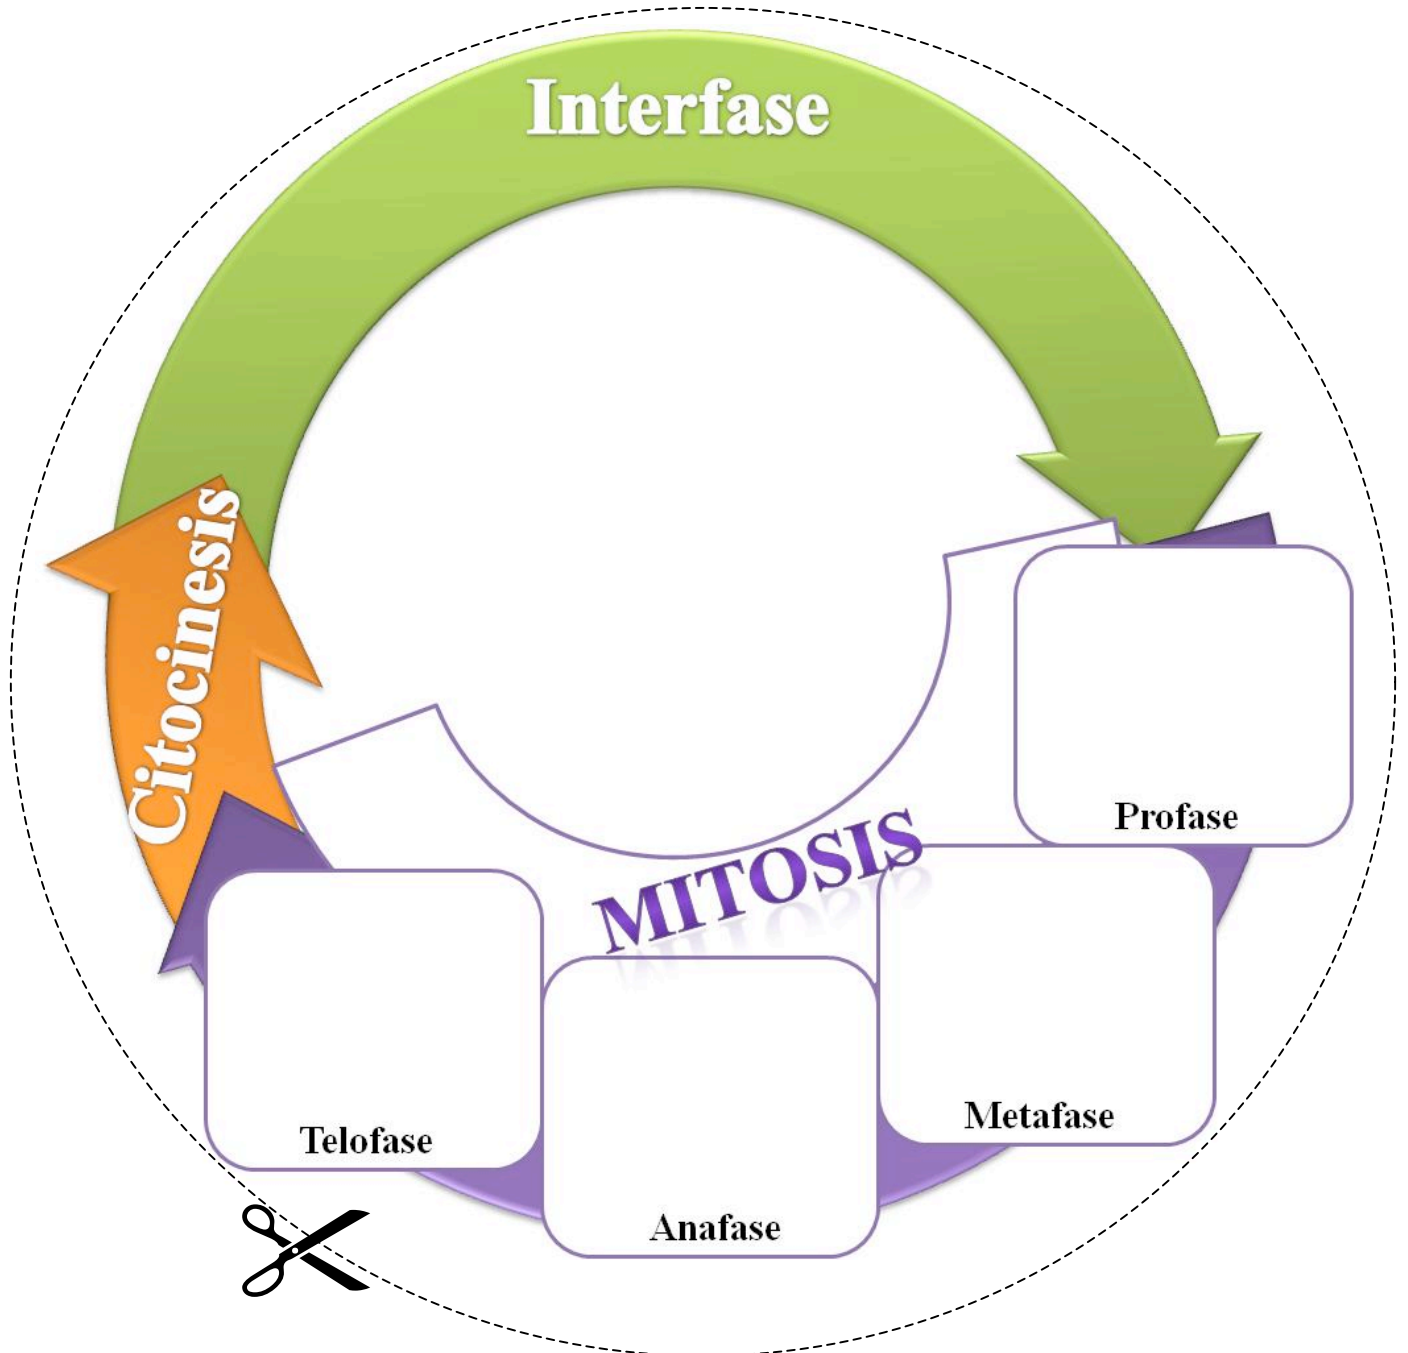 Interfase
Citocinesis
MITOSIS
Profase
Metafase
Telofase
Anafase